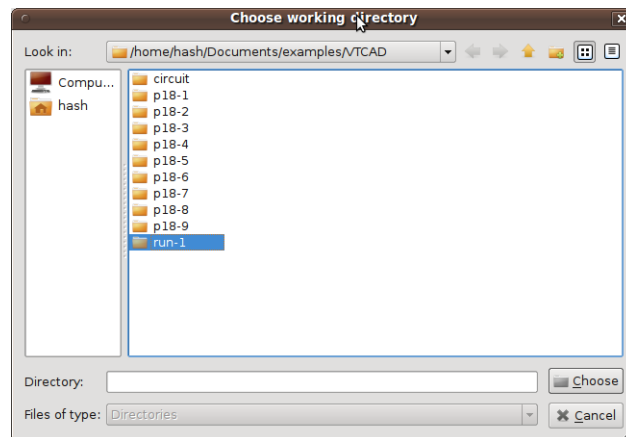 Choose working directory
Look in: /home/hash/Documents/examples/VTCAD
Compu...
hash
circuit
p18-1
p18-2
p18-3
p18-4
p18-5
p18-6
p18-7
p18-8
p18-9
run-1
Directory:
Choose
Files of type: Directories
Cancel